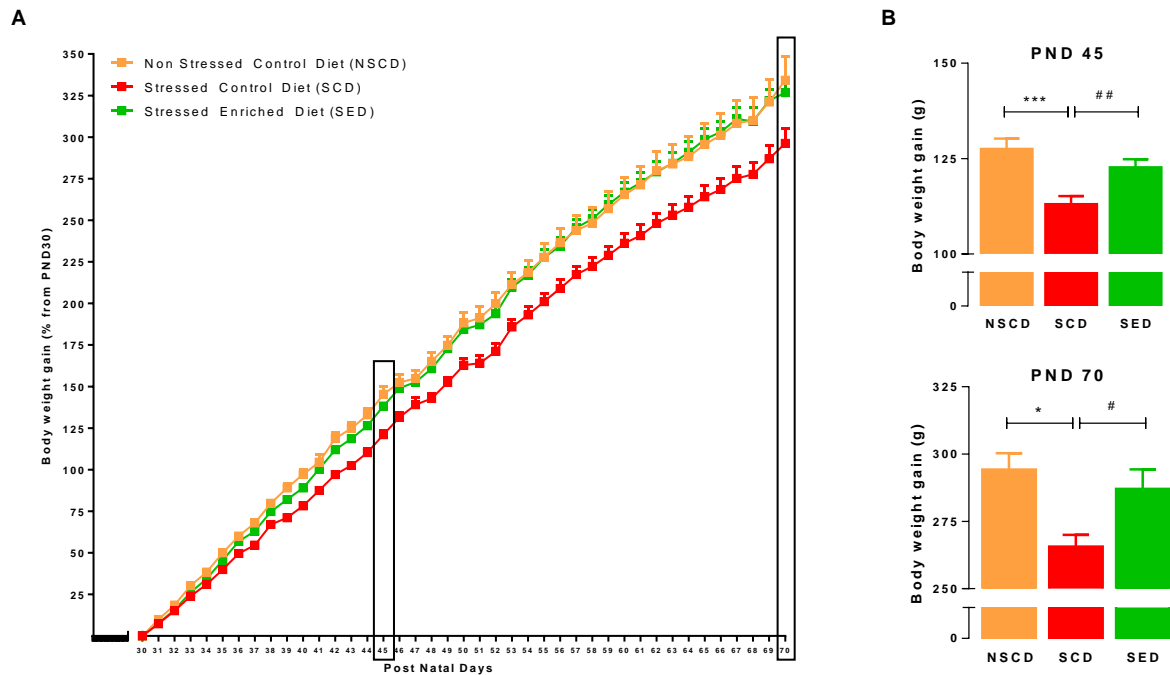 A
350
325
300
275
250
225
200
175
150
125
100
75
50
25
Body weight gain (% from PND30)
Non Stressed Control Diet (NSCD)
Stressed Control Diet (SCD)
Stressed Enriched Diet (SED)
30 31 32 33 34 35 36 37 38 39 40 41 42 43 44 45 46 47 48 49 50 51 52 53 54 55 56 57 58 59 60 61 62 63 64 65 66 67 68 69 70
Post Natal Days
B
PND 45
150
125
100
0
Body weight gain (g)
*** ##
NSCD SCD SED
PND 70
325
300
275
250
0
Body weight gain (g)
* #
NSCD SCD SED